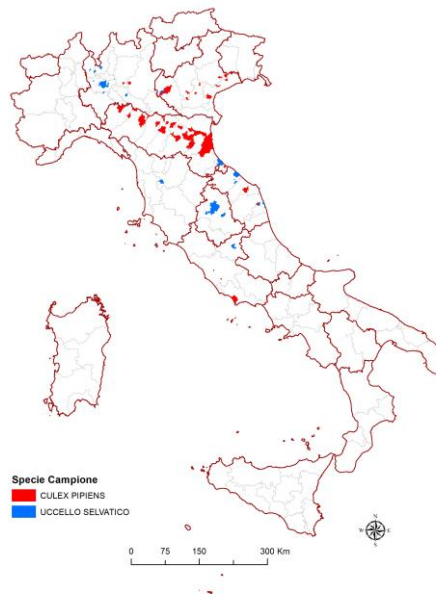 Specie Campione
CULEX PIPIENS
UCCELLO SELVATICO
N
W E
S
0 75 150 300 Km